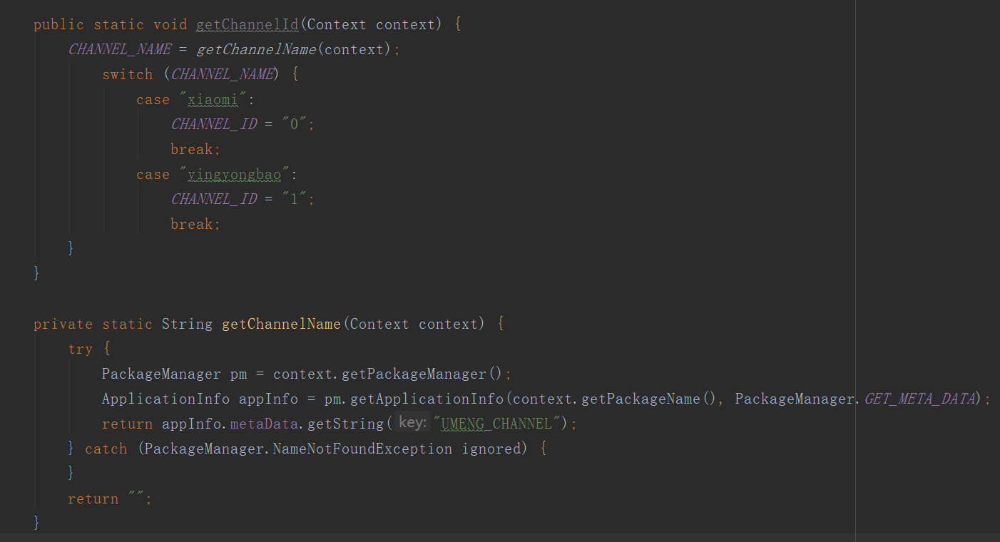 public static void getChannelId(Context context) {
CHANNEL_NAME = getChannelName(context);
switch (CHANNEL_NAME) {
case "xiaomi":
CHANNEL_ID = "0";
break;
case "yingyongbao":
CHANNEL_ID = "1";
break;
}
}
private static String getChannelName(Context context) {
try {
PackageManager pm = context.getPackageManager();
ApplicationInfo appInfo = pm.getApplicationInfo(context.getPackageName(), PackageManager.GET_META_DATA);
return appInfo.metaData.getString( key: "UMENG_CHANNEL");
} catch (PackageManager.NameNotFoundException ignored) {
}
return "";
}